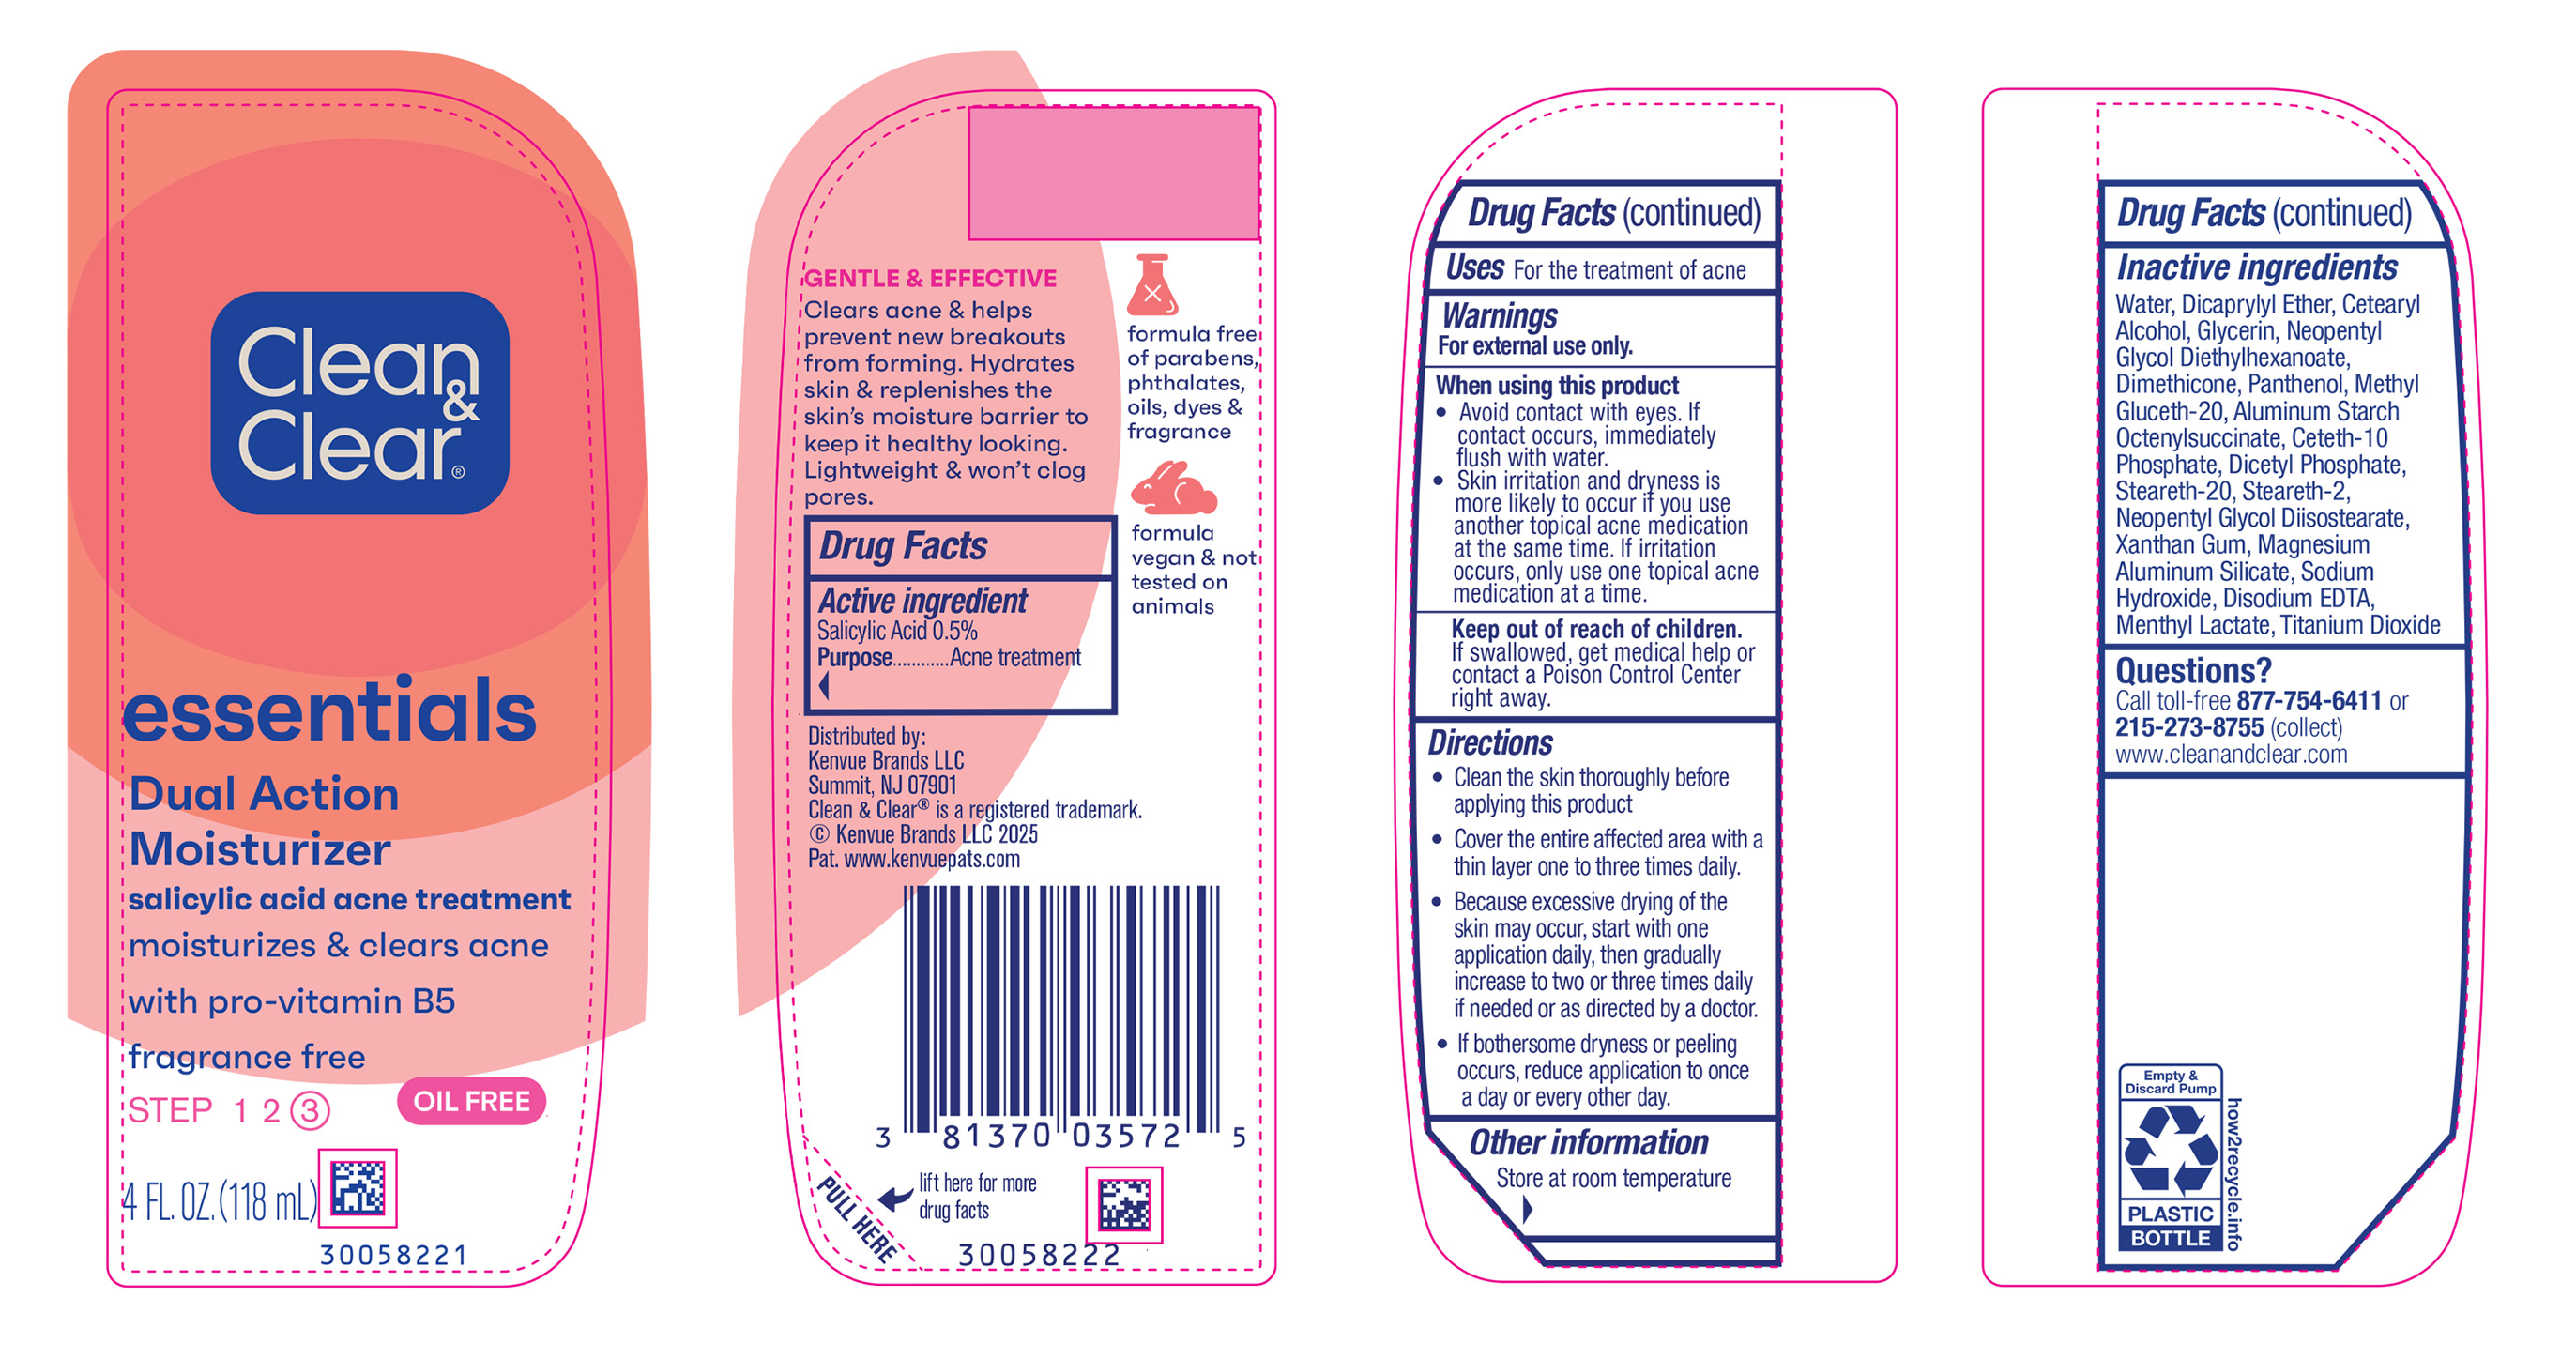 Clean
&
Clear®
essentials
Dual Action
Moisturizer
salicylic acid acne treatment
moisturizes & clears acne
with pro-vitamin B5
fragrance free
STEP 1 2 3
OIL FREE
4 FL. OZ. (118 mL)
30058221
GENTLE & EFFECTIVE
Clears acne & helps
prevent new breakouts
from forming. Hydrates
skin & replenishes the
skin's moisture barrier to
keep it healthy looking.
Lightweight & won't clog
pores.
formula free
of parabens,
phthalates,
oils, dyes &
fragrance
formula
vegan & not
tested on
animals
Drug Facts
Active ingredient
Salicylic Acid 0.5%
Purpose............Acne treatment
Distributed by:
Kenvue Brands LLC
Summit, NJ 07901
Clean & Clear® is a registered trademark.
© Kenvue Brands LLC 2025
Pat. www.kenvuepats.com
3 81370 03572 5
PULL HERE
lift here for more
drug facts
30058222
Drug Facts (continued)
Uses For the treatment of acne
Warnings
For external use only.
When using this product
• Avoid contact with eyes. If
contact occurs, immediately
flush with water.
• Skin irritation and dryness is
more likely to occur if you use
another topical acne medication
at the same time. If irritation
occurs, only use one topical acne
medication at a time.
Keep out of reach of children.
If swallowed, get medical help or
contact a Poison Control Center
right away.
Directions
• Clean the skin thoroughly before
applying this product
• Cover the entire affected area with a
thin layer one to three times daily.
• Because excessive drying of the
skin may occur, start with one
application daily, then gradually
increase to two or three times daily
if needed or as directed by a doctor.
• If bothersome dryness or peeling
occurs, reduce application to once
a day or every other day.
Other information
Store at room temperature
Drug Facts (continued)
Inactive ingredients
Water, Dicaprylyl Ether, Cetearyl
Alcohol, Glycerin, Neopentyl
Glycol Diethylhexanoate,
Dimethicone, Panthenol, Methyl
Gluceth-20, Aluminum Starch
Octenylsuccinate, Ceteth-10
Phosphate, Dicetyl Phosphate,
Steareth-20, Steareth-2,
Neopentyl Glycol Diisostearate,
Xanthan Gum, Magnesium
Aluminum Silicate, Sodium
Hydroxide, Disodium EDTA,
Menthyl Lactate, Titanium Dioxide
Questions?
Call toll-free 877-754-6411 or
215-273-8755 (collect)
www.cleanandclear.com
Empty &
Discard Pump
PLASTIC
BOTTLE
how2recycle.info